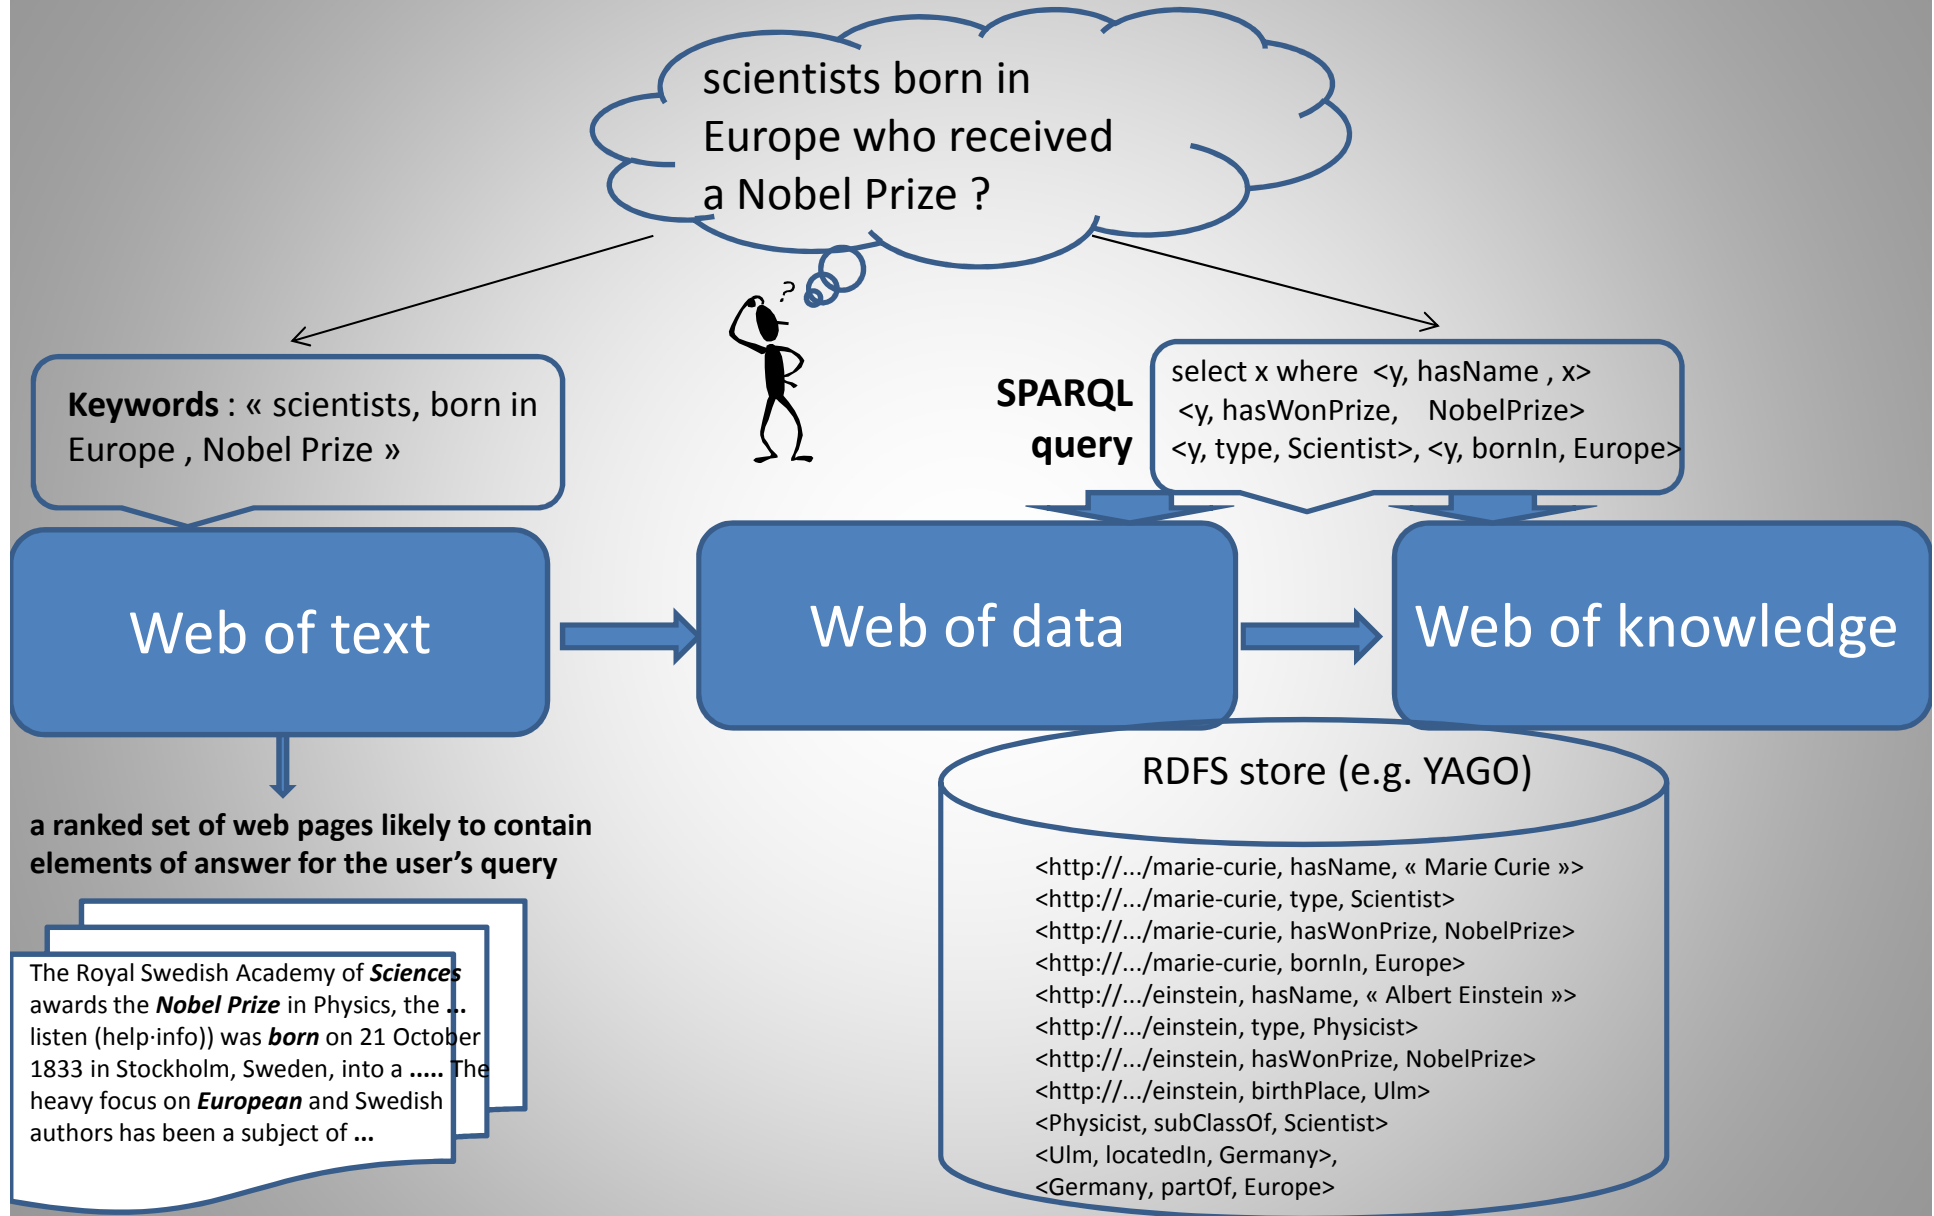 scientists born in
Europe who received
a Nobel Prize ?
?
Keywords : « scientists, born in
Europe , Nobel Prize »
SPARQL
query
select x where <y, hasName , x>
<y, hasWonPrize, NobelPrize>
<y, type, Scientist>, <y, bornIn, Europe>
Web of text
Web of data
Web of knowledge
a ranked set of web pages likely to contain
elements of answer for the user’s query
The Royal Swedish Academy of Sciences
awards the Nobel Prize in Physics, the ...
listen (help·info)) was born on 21 October
1833 in Stockholm, Sweden, into a ..... The
heavy focus on European and Swedish
authors has been a subject of ...
RDFS store (e.g. YAGO)
<http://.../marie-curie, hasName, « Marie Curie »>
<http://.../marie-curie, type, Scientist>
<http://.../marie-curie, hasWonPrize, NobelPrize>
<http://.../marie-curie, bornIn, Europe>
<http://.../einstein, hasName, « Albert Einstein »>
<http://.../einstein, type, Physicist>
<http://.../einstein, hasWonPrize, NobelPrize>
<http://.../einstein, birthPlace, Ulm>
<Physicist, subClassOf, Scientist>
<Ulm, locatedIn, Germany>,
<Germany, partOf, Europe>